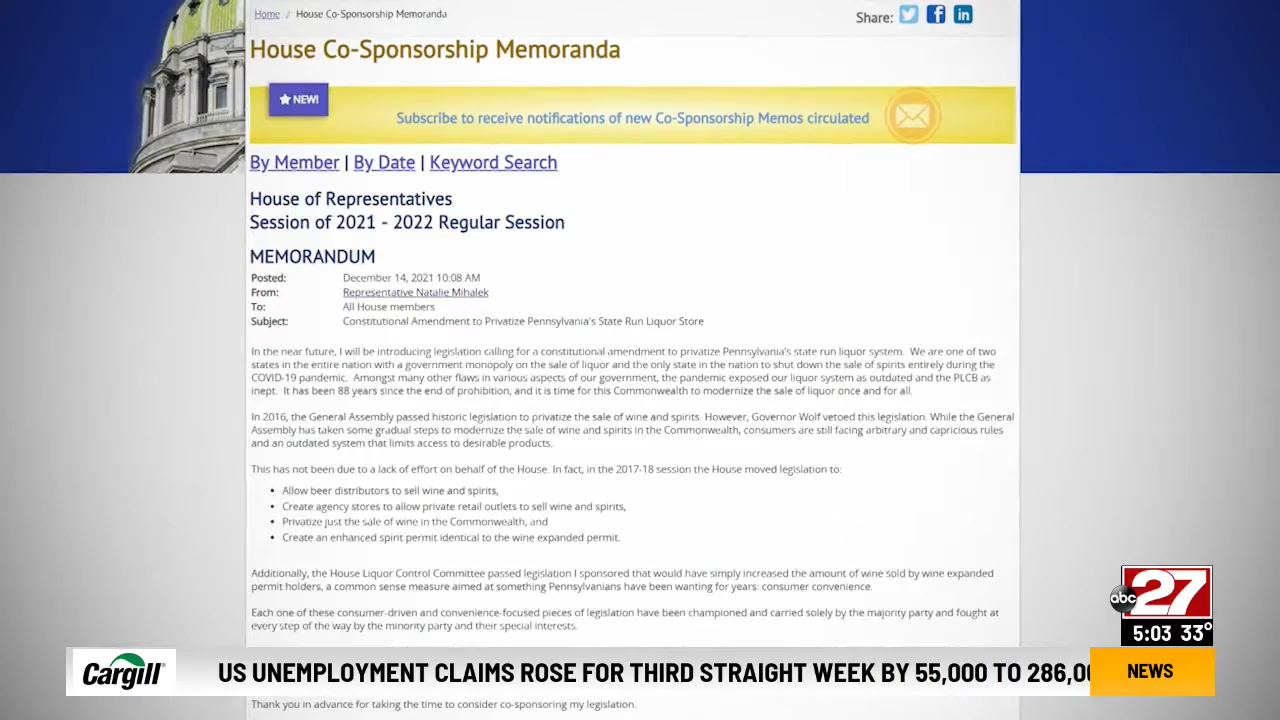 Home / House Co-Sponsorship Memoranda
Share:
House Co-Sponsorship Memoranda
NEW!
Subscribe to receive notifications of new Co-Sponsorship Memos circulated
By Member | By Date | Keyword Search
House of Representatives
Session of 2021 - 2022 Regular Session
MEMORANDUM
Posted: December 14, 2021 10:08 AM
From: Representative Natalie Mihalek
To: All House members
Subject: Constitutional Amendment to Privatize Pennsylvania's State Run Liquor Store
In the near future, I will be introducing legislation calling for a constitutional amendment to privatize Pennsylvania's state run liquor system. We are one of two
states in the entire nation with a government monopoly on the sale of liquor and the only state in the nation to shut down the sale of spirits entirely during the
COVID-19 pandemic. Amongst many other flaws in various aspects of our government, the pandemic exposed our liquor system as outdated and the PLCB as
inept. It has been 88 years since the end of prohibition, and it is time for this Commonwealth to modernize the sale of liquor once and for all.
In 2016, the General Assembly passed historic legislation to privatize the sale of wine and spirits. However, Governor Wolf vetoed this legislation. While the General
Assembly has taken some gradual steps to modernize the sale of wine and spirits in the Commonwealth, consumers are still facing arbitrary and capricious rules
and an outdated system that limits access to desirable products.
This has not been due to a lack of effort on behalf of the House. In fact, in the 2017-18 session the House moved legislation to:
• Allow beer distributors to sell wine and spirits,
• Create agency stores to allow private retail outlets to sell wine and spirits,
• Privatize just the sale of wine in the Commonwealth, and
• Create an enhanced spirit permit identical to the wine expanded permit.
Additionally, the House Liquor Control Committee passed legislation I sponsored that would have simply increased the amount of wine sold by wine expanded
permit holders, a common sense measure aimed at something Pennsylvanians have been wanting for years: consumer convenience.
Each one of these consumer-driven and convenience-focused pieces of legislation have been championed and carried solely by the majority party and fought at
every step of the way by the minority party and their special interests.
abc 27
5:03 33°
Cargill
US UNEMPLOYMENT CLAIMS ROSE FOR THIRD STRAIGHT WEEK BY 55,000 TO 286,0
NEWS
Thank you in advance for taking the time to consider co-sponsoring my legislation.